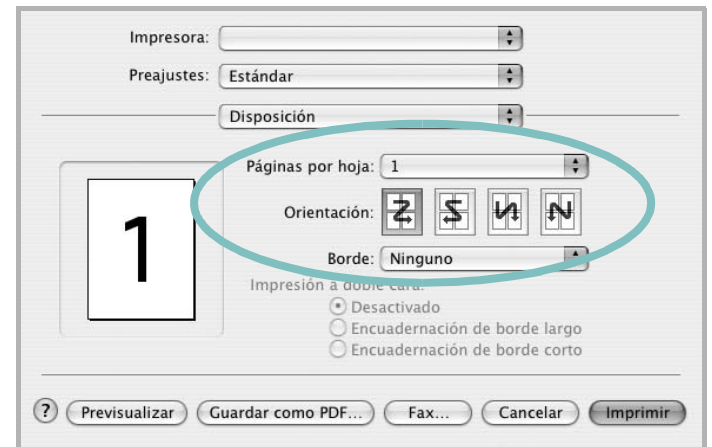 Impresora:
Preajustes: Estándar
Disposición
Páginas por hoja: 1
Orientación:
Borde: Ninguno
1
Impresión a doble cara:
Desactivado
Encuadernación de borde largo
Encuadernación de borde corto
? Previsualizar Guardar como PDF... Fax... Cancelar Imprimir